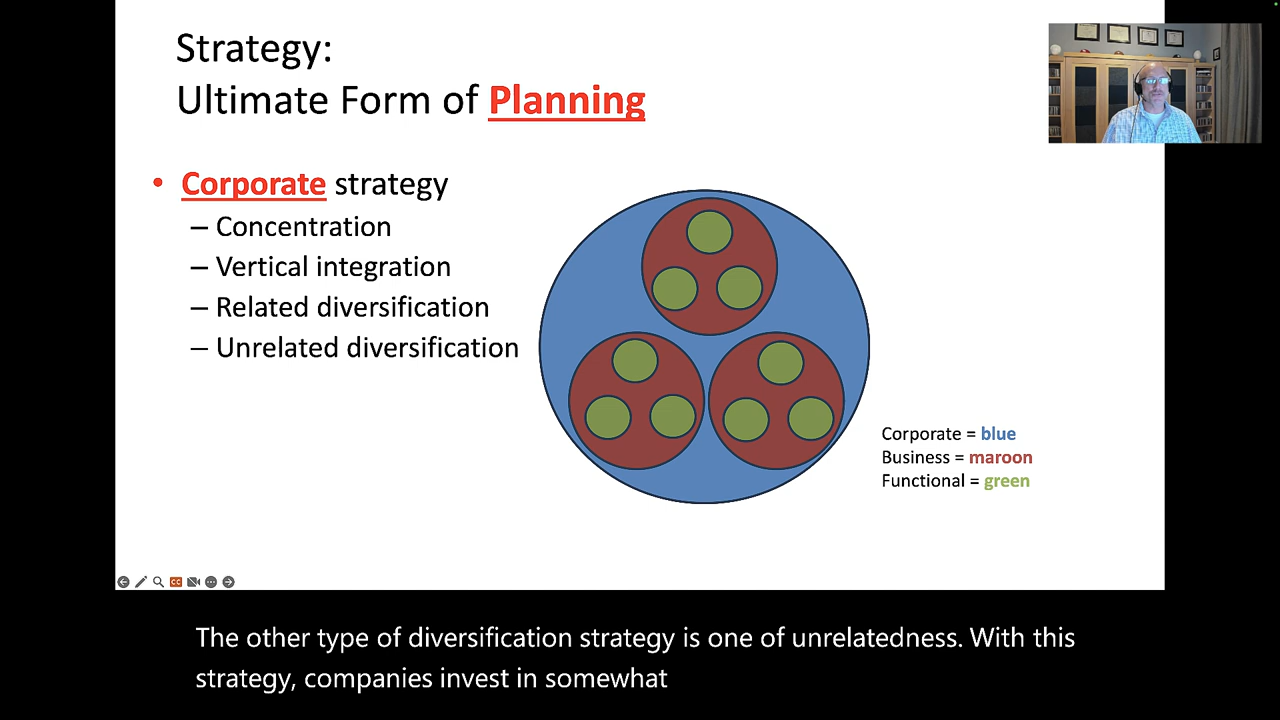 Strategy:
Ultimate Form of Planning
• Corporate strategy
– Concentration
– Vertical integration
– Related diversification
– Unrelated diversification
Corporate = blue
Business = maroon
Functional = green
CC
The other type of diversification strategy is one of unrelatedness. With this
strategy, companies invest in somewhat